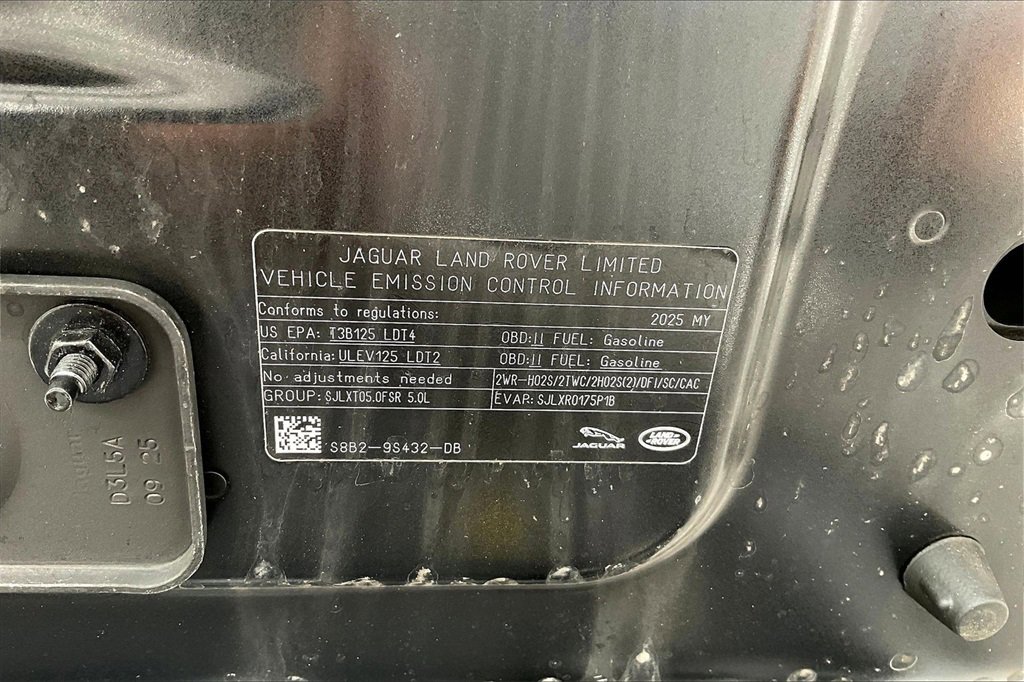 JAGUAR LAND ROVER LIMITED
VEHICLE EMISSION CONTROL INFORMATION
Conforms to regulations: 2025 MY
US EPA: T3B125 LDT4 OBD:II FUEL: Gasoline
California: ULEV125 LDT2 OBD:II FUEL: Gasoline
No adjustments needed 2WR-HO2S/2TWC/2HO2S(2)/DFI/SC/CAC
GROUP: SJLXT05.0FSR 5.0L EVAP: SJLXR0175P1B
S8B2-9S432-DB
JAGUAR
LAND ROVER
D3L5A
09 25